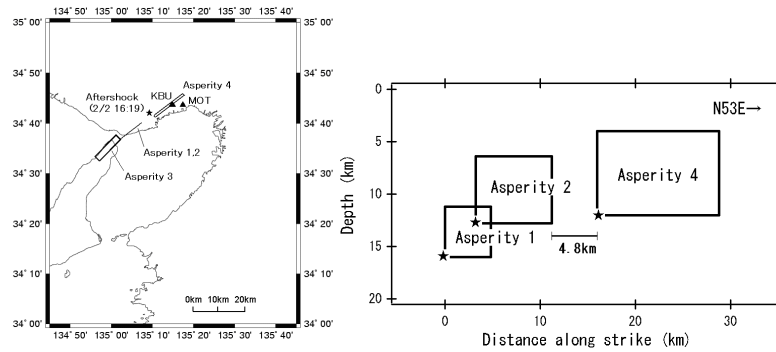 134° 50' 135° 00' 135° 10' 135° 20' 135° 30' 135° 40'
35° 00' 35° 00'
34° 50' 34° 50'
Asperity 4
Aftershock KBU
(2/2 16:19) MOT
34° 40' 34° 40'
Asperity 1,2
34° 30' 34° 30'
Asperity 3
34° 20' 34° 20'
34° 10' 34° 10'
0km 10km 20km
34° 00' 34° 00'
134° 50' 135° 00' 135° 10' 135° 20' 135° 30' 135° 40'
0
N53E→
5
Asperity 4
Asperity 2
10
Asperity 1
4.8km
15
20
Depth (km)
0 10 20 30
Distance along strike (km)